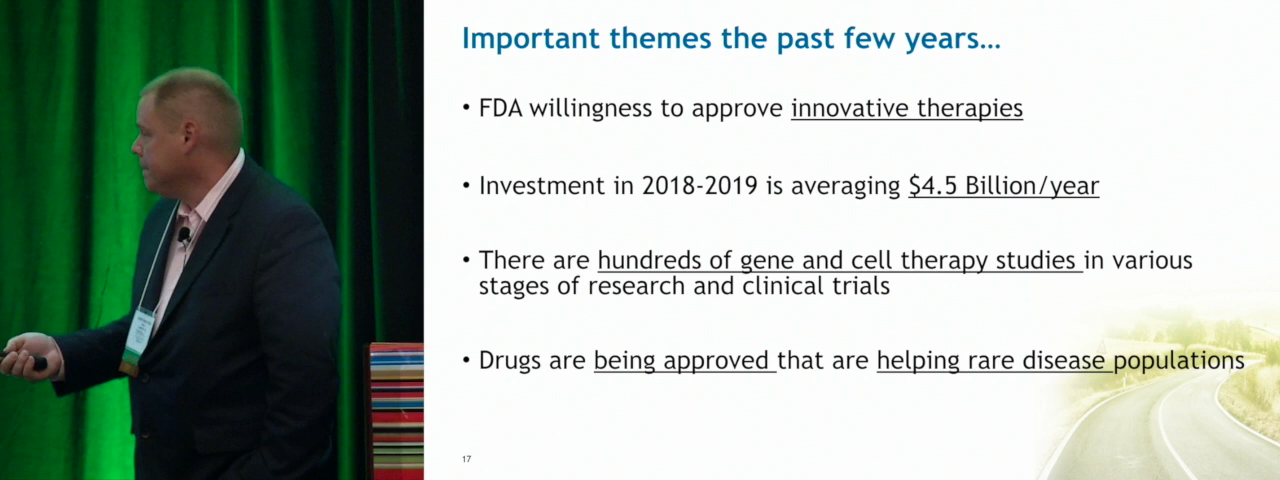 Important themes the past few years...
• FDA willingness to approve innovative therapies
• Investment in 2018-2019 is averaging $4.5 Billion/year
• There are hundreds of gene and cell therapy studies in various
stages of research and clinical trials
• Drugs are being approved that are helping rare disease populations
17